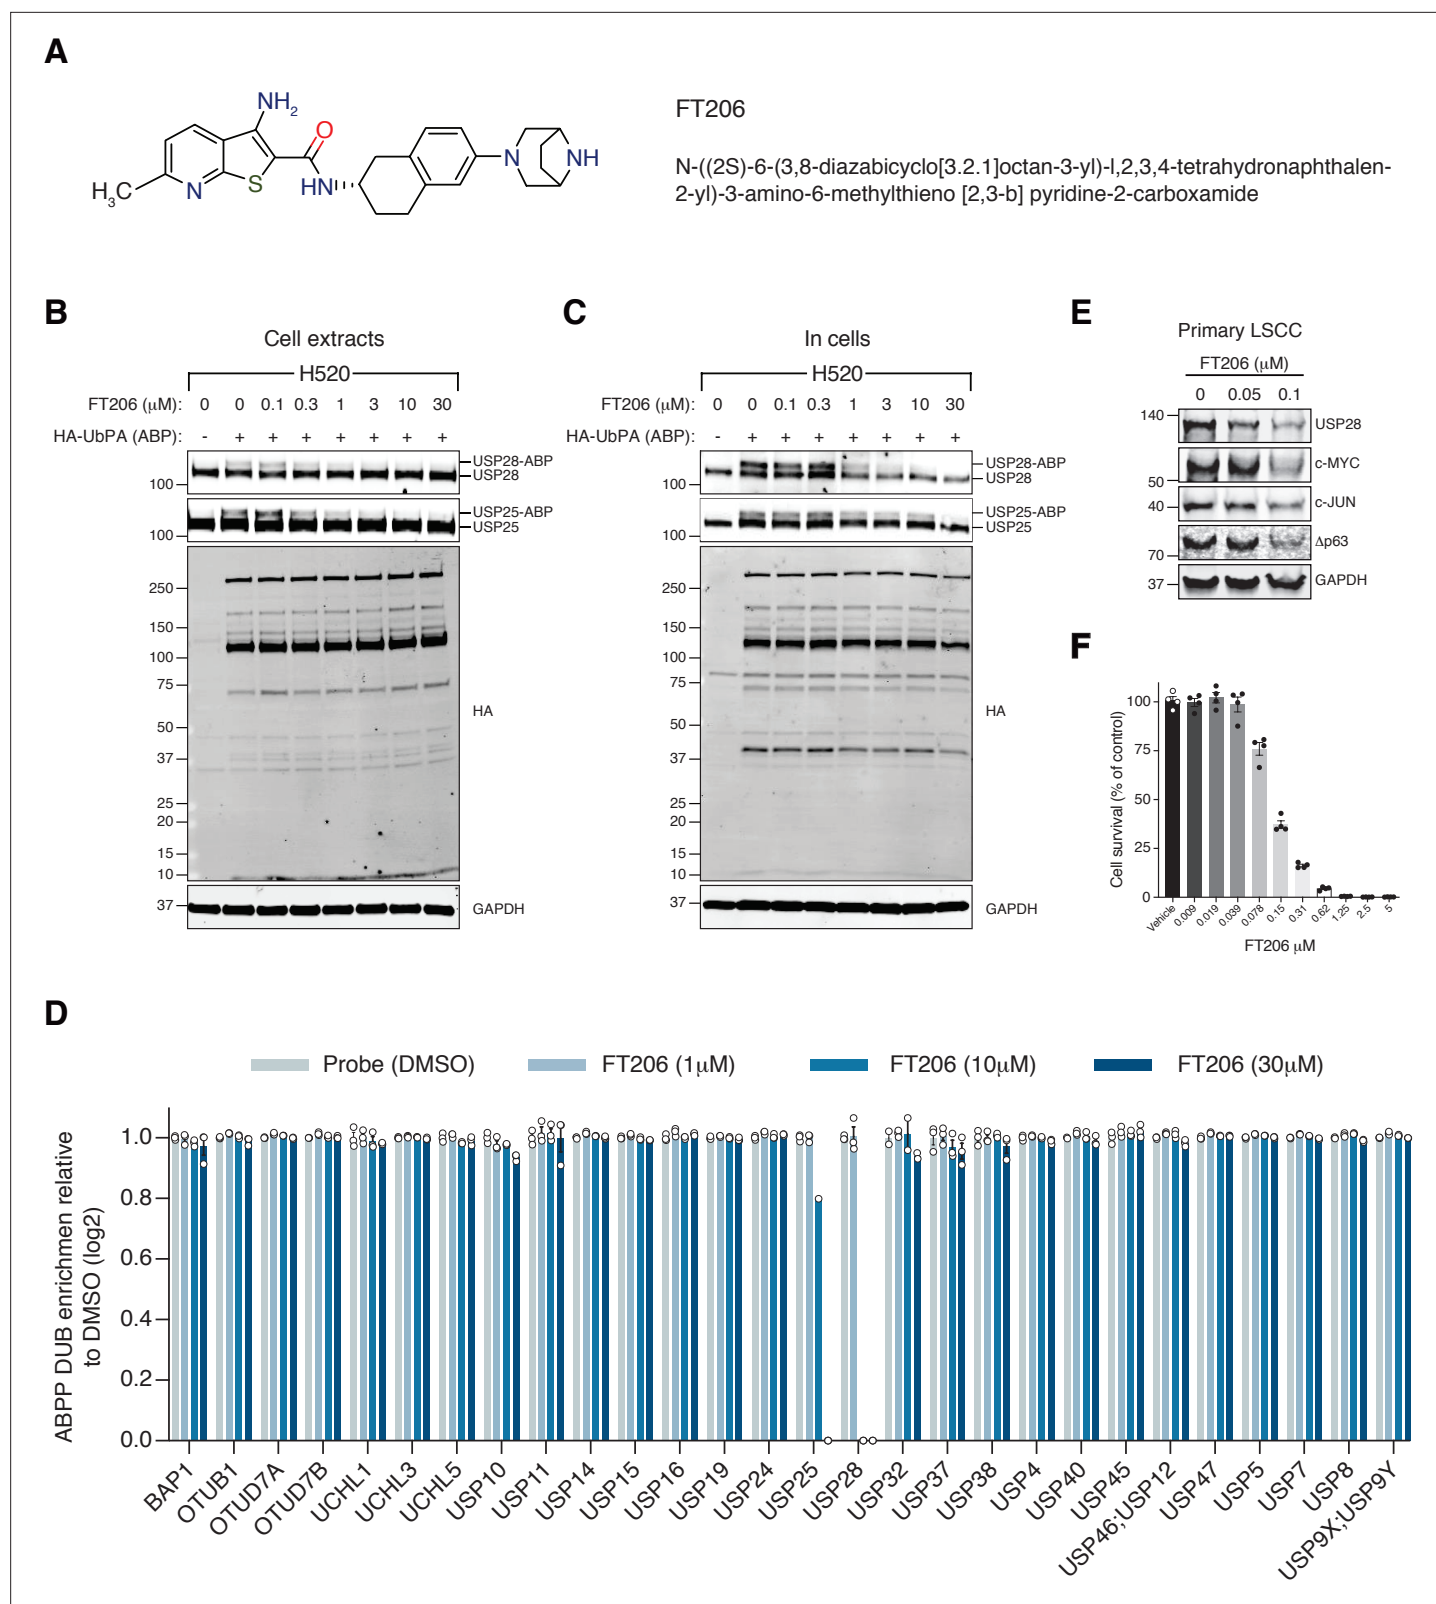 A
NH2
O
H3C
N
S
HN
N
NH
FT206
N-((2S)-6-(3,8-diazabicyclo[3.2.1]octan-3-yl)-l,2,3,4-tetrahydronaphthalen-
2-yl)-3-amino-6-methylthieno [2,3-b] pyridine-2-carboxamide
B
Cell extracts
H520
FT206 (µM): 0 0 0.1 0.3 1 3 10 30
HA-UbPA (ABP): - + + + + + + +
USP28-ABP
USP28
100
USP25-ABP
USP25
100
250
150
100
75
50
37
25
20
15
10
HA
37
GAPDH
C
In cells
H520
FT206 (µM): 0 0 0.1 0.3 1 3 10 30
HA-UbPA (ABP): - + + + + + + +
USP28-ABP
USP28
100
USP25-ABP
USP25
100
250
150
100
75
50
37
25
20
15
10
HA
37
GAPDH
E
Primary LSCC
FT206 (µM)
0 0.05 0.1
140
USP28
c-MYC
50
40
c-JUN
Δp63
70
37
GAPDH
F
Cell survival (% of control)
100
75
50
25
0
Vehicle 0.009 0.019 0.039 0.078 0.15 0.31 0.62 1.25 2.5 5
FT206 µM
D
Probe (DMSO) FT206 (1µM) FT206 (10µM) FT206 (30µM)
ABPP DUB enrichmen relative
to DMSO (log2)
1.0
0.8
0.6
0.4
0.2
0.0
BAP1 OTUB1 OTUD7A OTUD7B UCHL1 UCHL3 UCHL5 USP10 USP11 USP14 USP15 USP16 USP19 USP24 USP25 USP28 USP32 USP37 USP38 USP4 USP40 USP45 USP46;USP12 USP47 USP5 USP7 USP8 USP9X;USP9Y